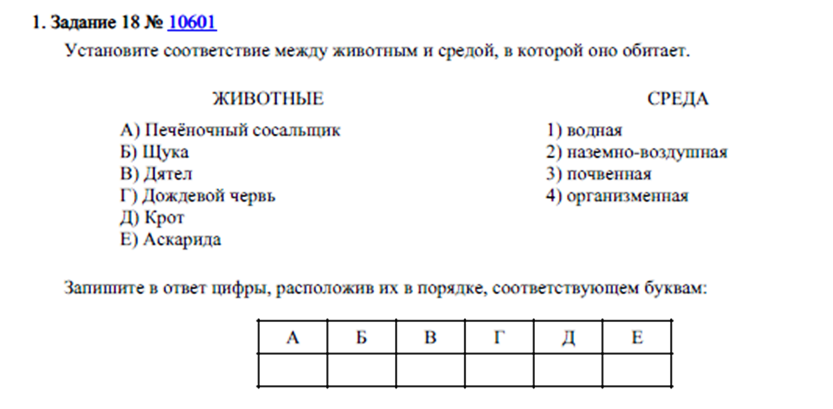 1. Задание 18 № 10601
Установите соответствие между животным и средой, в которой оно обитает.
ЖИВОТНЫЕ СРЕДА
А) Печёночный сосальщик 1) водная
Б) Щука 2) наземно-воздушная
В) Дятел 3) почвенная
Г) Дождевой червь 4) организменная
Д) Крот
Е) Аскарида
Запишите в ответ цифры, расположив их в порядке, соответствующем буквам:
А Б В Г Д Е